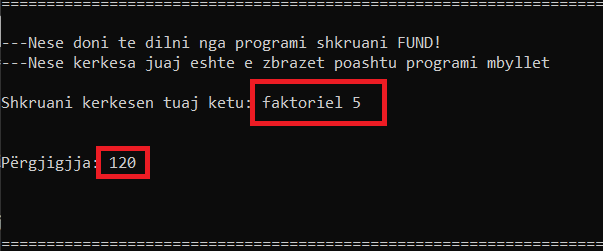 ================================================================
---Nese doni te dilni nga programi shkruani FUND!
---Nese kerkesa juaj eshte e zbrazet poashtu programi mbyllet
Shkruani kerkesen tuaj ketu: faktoriel 5
Përgjigjja: 120
================================================================